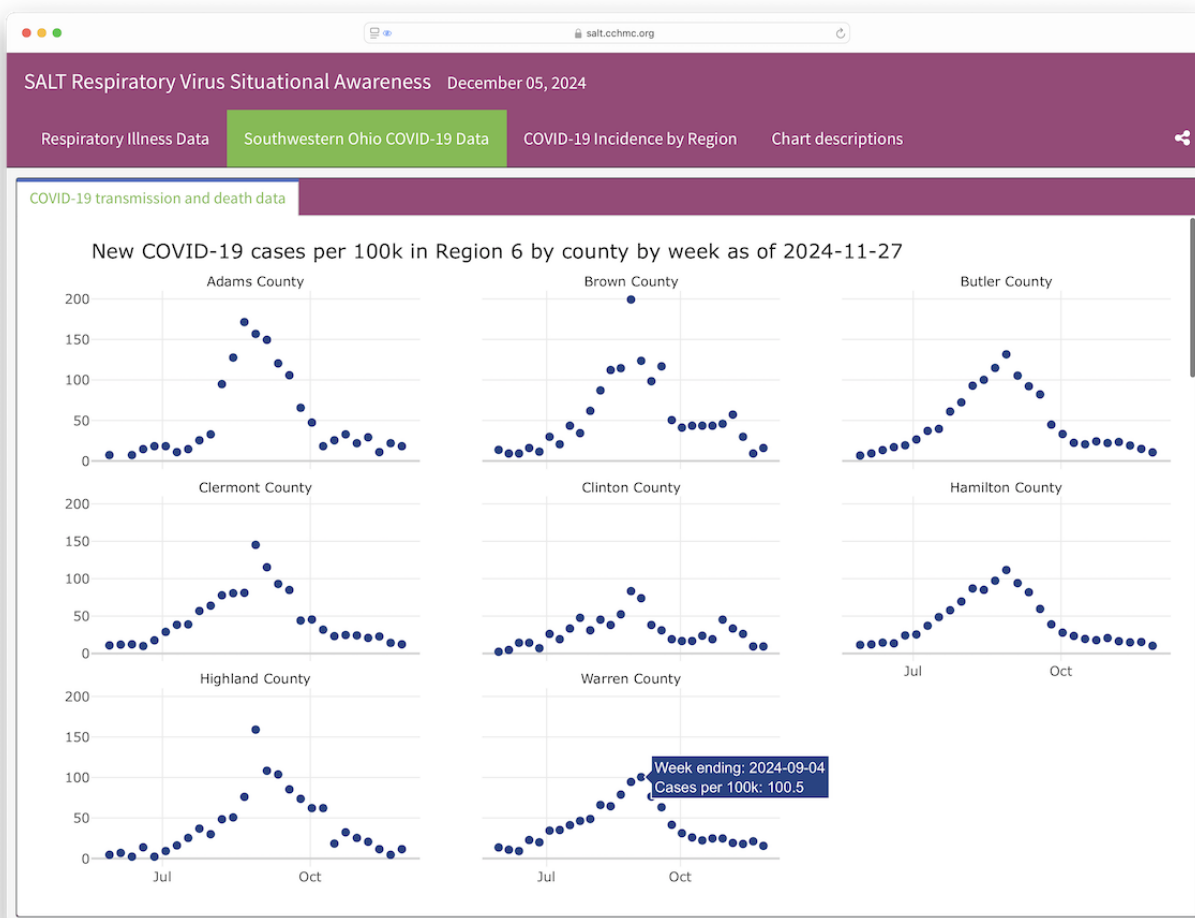 salt.cchmc.org
SALT Respiratory Virus Situational Awareness December 05, 2024
Respiratory Illness Data Southwestern Ohio COVID-19 Data COVID-19 Incidence by Region Chart descriptions
COVID-19 transmission and death data
New COVID-19 cases per 100k in Region 6 by county by week as of 2024-11-27
Adams County Brown County Butler County
200
150
100
50
0
Clermont County Clinton County Hamilton County
200
150
100
50
0
Jul Oct
Highland County Warren County
200
150
100
50
0
Week ending: 2024-09-04
Cases per 100k: 100.5
Jul Oct Jul Oct